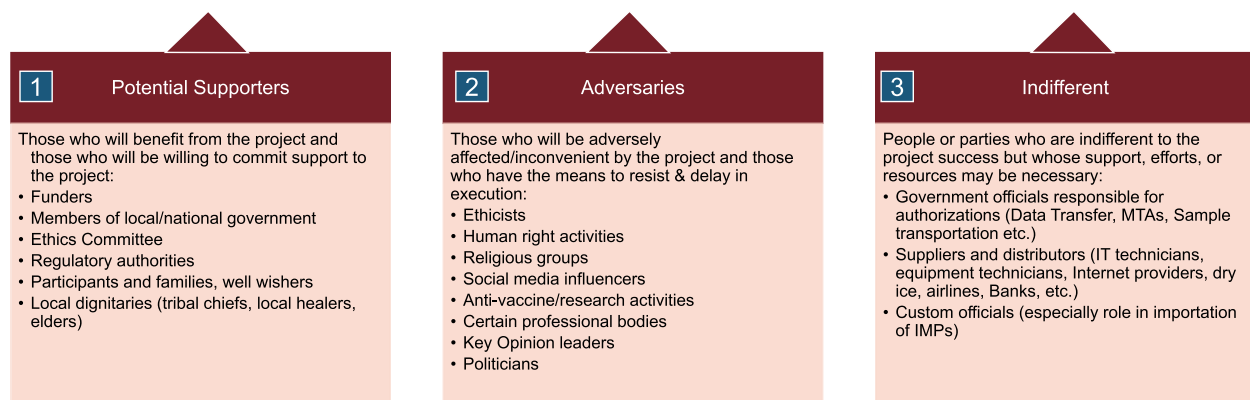 1
Potential Supporters
Those who will benefit from the project and
those who will be willing to commit support to
the project:
• Funders
• Members of local/national government
• Ethics Committee
• Regulatory authorities
• Participants and families, well wishers
• Local dignitaries (tribal chiefs, local healers,
elders)
2
Adversaries
Those who will be adversely
affected/inconvenient by the project and those
who have the means to resist & delay in
execution:
• Ethicists
• Human right activities
• Religious groups
• Social media influencers
• Anti-vaccine/research activities
• Certain professional bodies
• Key Opinion leaders
• Politicians
3
Indifferent
People or parties who are indifferent to the
project success but whose support, efforts, or
resources may be necessary:
• Government officials responsible for
authorizations (Data Transfer, MTAs, Sample
transportation etc.)
• Suppliers and distributors (IT technicians,
equipment technicians, Internet providers, dry
ice, airlines, Banks, etc.)
• Custom officials (especially role in importation
of IMPs)